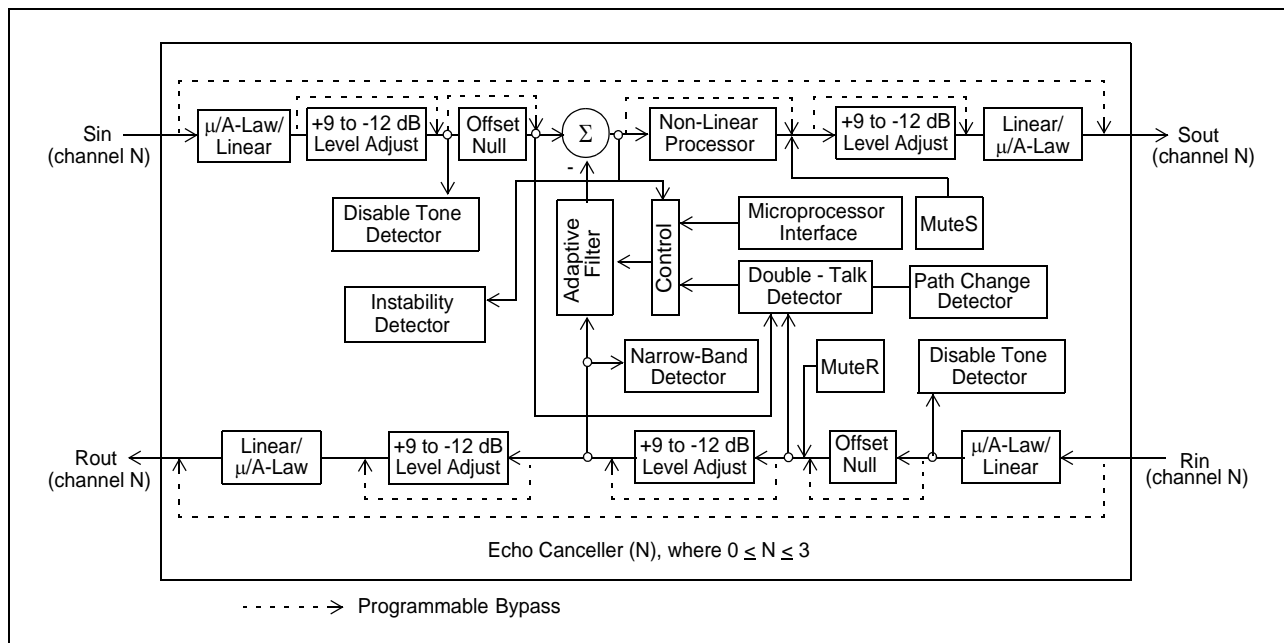 Sin
(channel N)
μ/A-Law/
Linear
+9 to -12 dB
Level Adjust
Offset
Null
Σ
-
Non-Linear
Processor
+9 to -12 dB
Level Adjust
Linear/
μ/A-Law
Sout
(channel N)
Disable Tone
Detector
Adaptive
Filter
Control
Microprocessor
Interface
MuteS
Instability
Detector
Double - Talk
Detector
Path Change
Detector
Narrow-Band
Detector
MuteR
Disable Tone
Detector
Rout
(channel N)
Linear/
μ/A-Law
+9 to -12 dB
Level Adjust
+9 to -12 dB
Level Adjust
Offset
Null
μ/A-Law/
Linear
Rin
(channel N)
Echo Canceller (N), where 0 ≤ N ≤ 3
Programmable Bypass